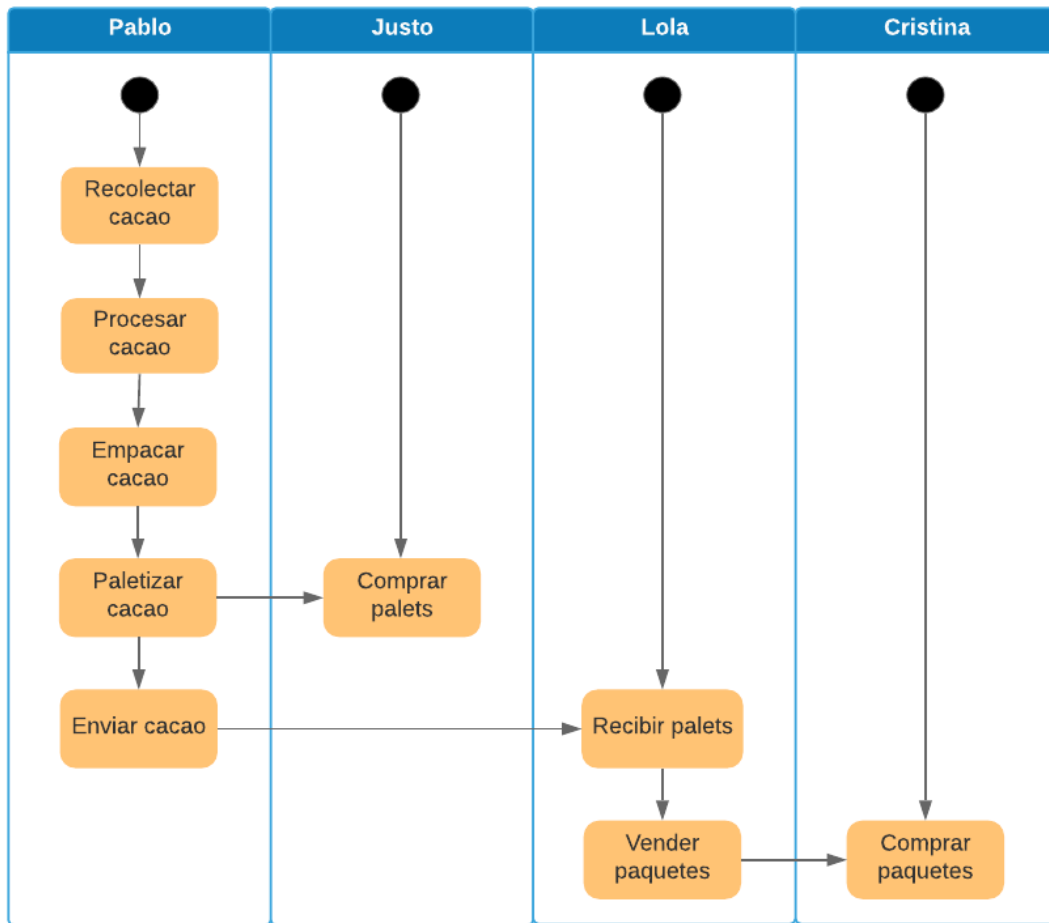 Pablo
Justo
Lola
Cristina
Recolectar
cacao
Procesar
cacao
Empacar
cacao
Paletizar
cacao
Comprar
palets
Enviar cacao
Recibir palets
Vender
paquetes
Comprar
paquetes